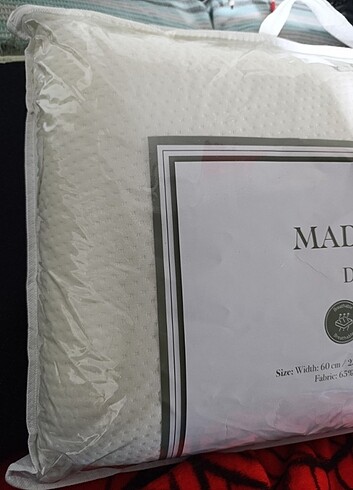 MAD
D
Size: Width: 60 cm / 2
Fabric: 65%